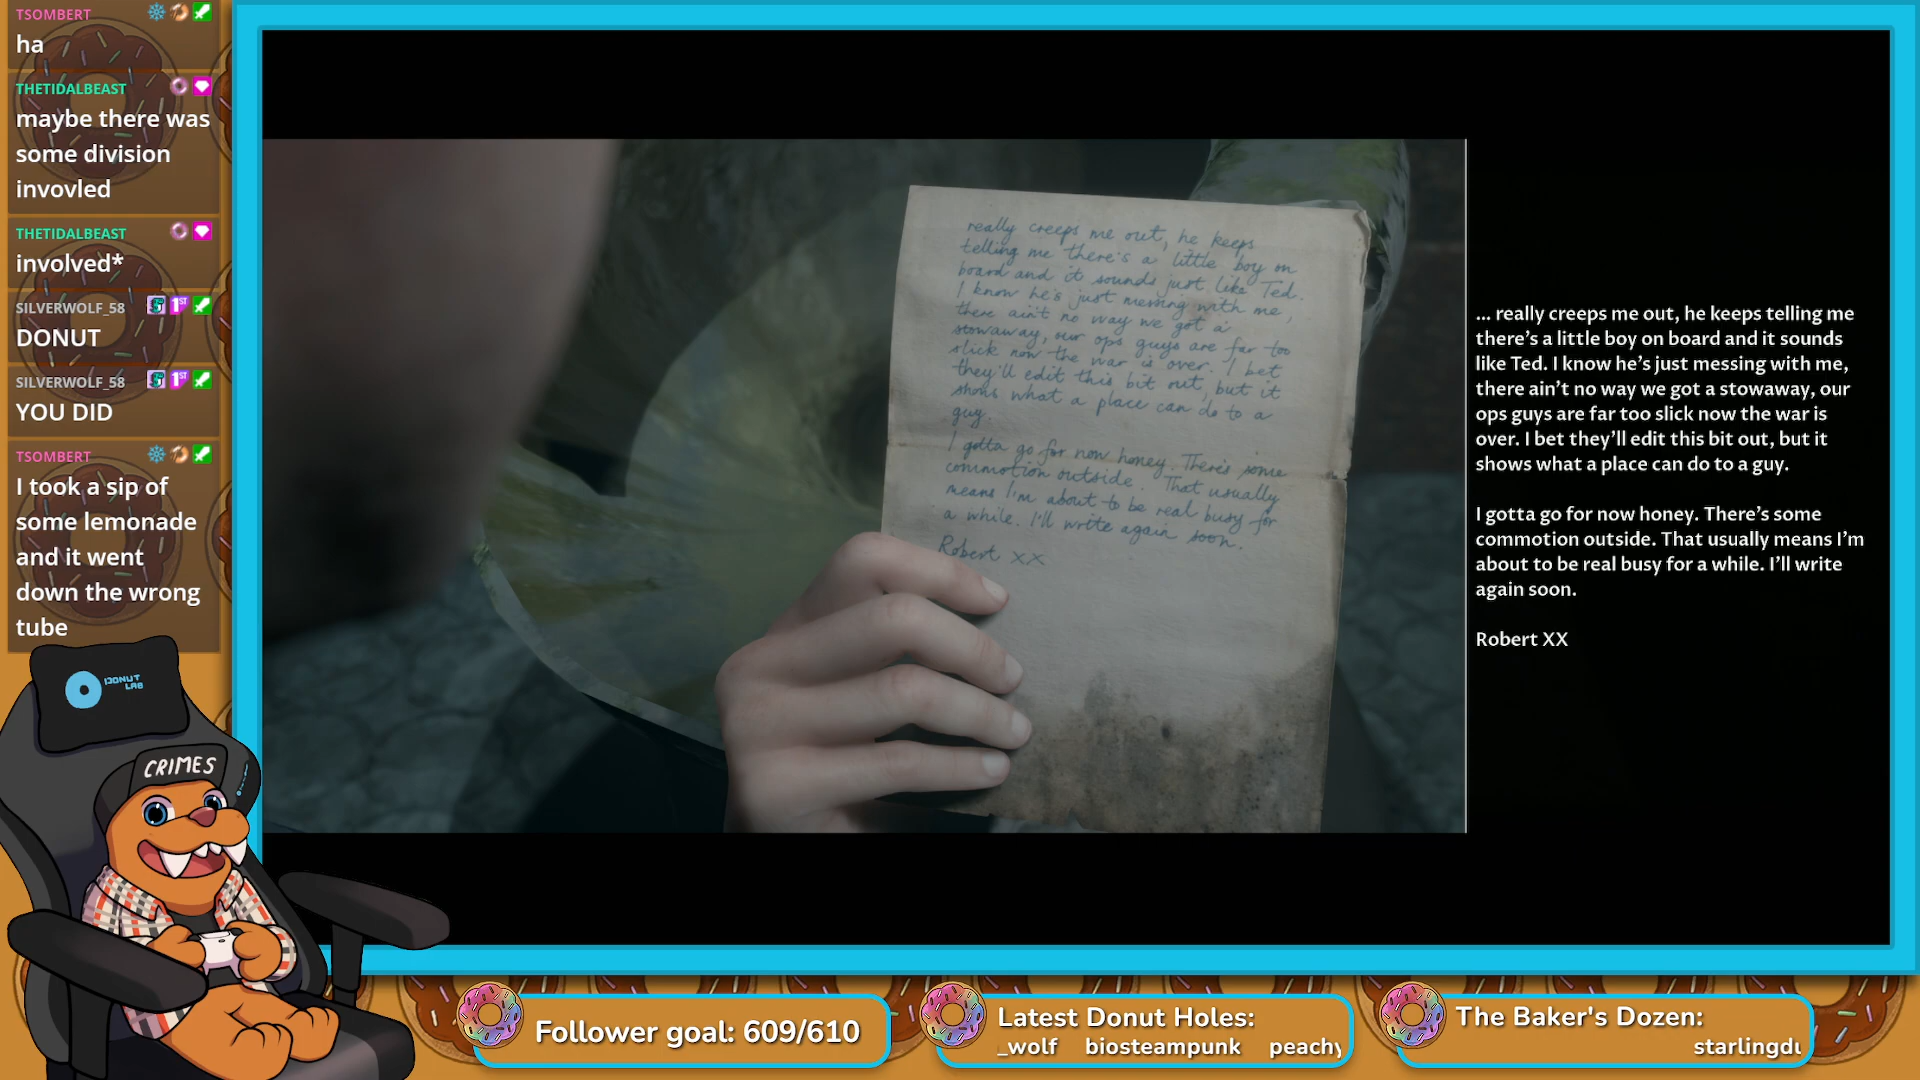 TSOMBERT
ha
THETIDALBEAST
maybe there was
some division
invovled
THETIDALBEAST
involved*
SILVERWOLF_58
1ST
DONUT
SILVERWOLF_58
1ST
YOU DID
TSOMBERT
I took a sip of
some lemonade
and it went
down the wrong
tube
DONUT
LAB
CRIMES
really creeps me out, he keeps
telling me there's a little boy on
board and it sounds just like Ted.
I know he's just messing with me,
there ain't no way we got a
stowaway, our ops guys are far too
slick now the war is over. I bet
they'll edit this bit out, but it
shows what a place can do to a
guy.
I gotta go for now honey. There's some
commotion outside. That usually
means I'm about to be real busy for
a while. I'll write again soon.
Robert XX
... really creeps me out, he keeps telling me
there's a little boy on board and it sounds
like Ted. I know he's just messing with me,
there ain't no way we got a stowaway, our
ops guys are far too slick now the war is
over. I bet they'll edit this bit out, but it
shows what a place can do to a guy.
I gotta go for now honey. There's some
commotion outside. That usually means I'm
about to be real busy for a while. I'll write
again soon.
Robert XX
Follower goal: 609/610
Latest Donut Holes:
_wolf biosteampunk peachy
The Baker's Dozen:
starlingdu